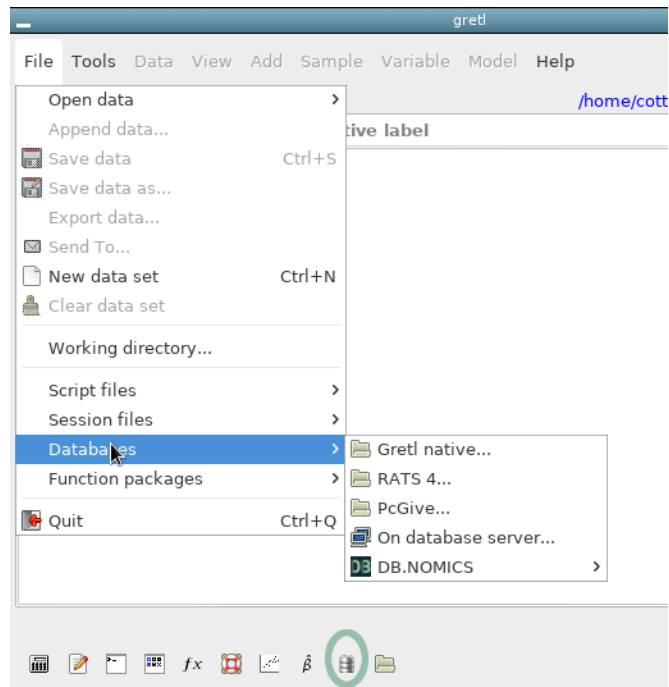 gretl
File Tools Data View Add Sample Variable Model Help
Open data
/home/cott
Append data...
tive label
Save data Ctrl+S
Save data as...
Export data...
Send To...
New data set Ctrl+N
Clear data set
Working directory...
Script files
Session files
Databases
Gretl native...
Function packages
RATS 4...
PcGive...
Quit Ctrl+Q
On database server...
DB DB.NOMICS
fx β̂